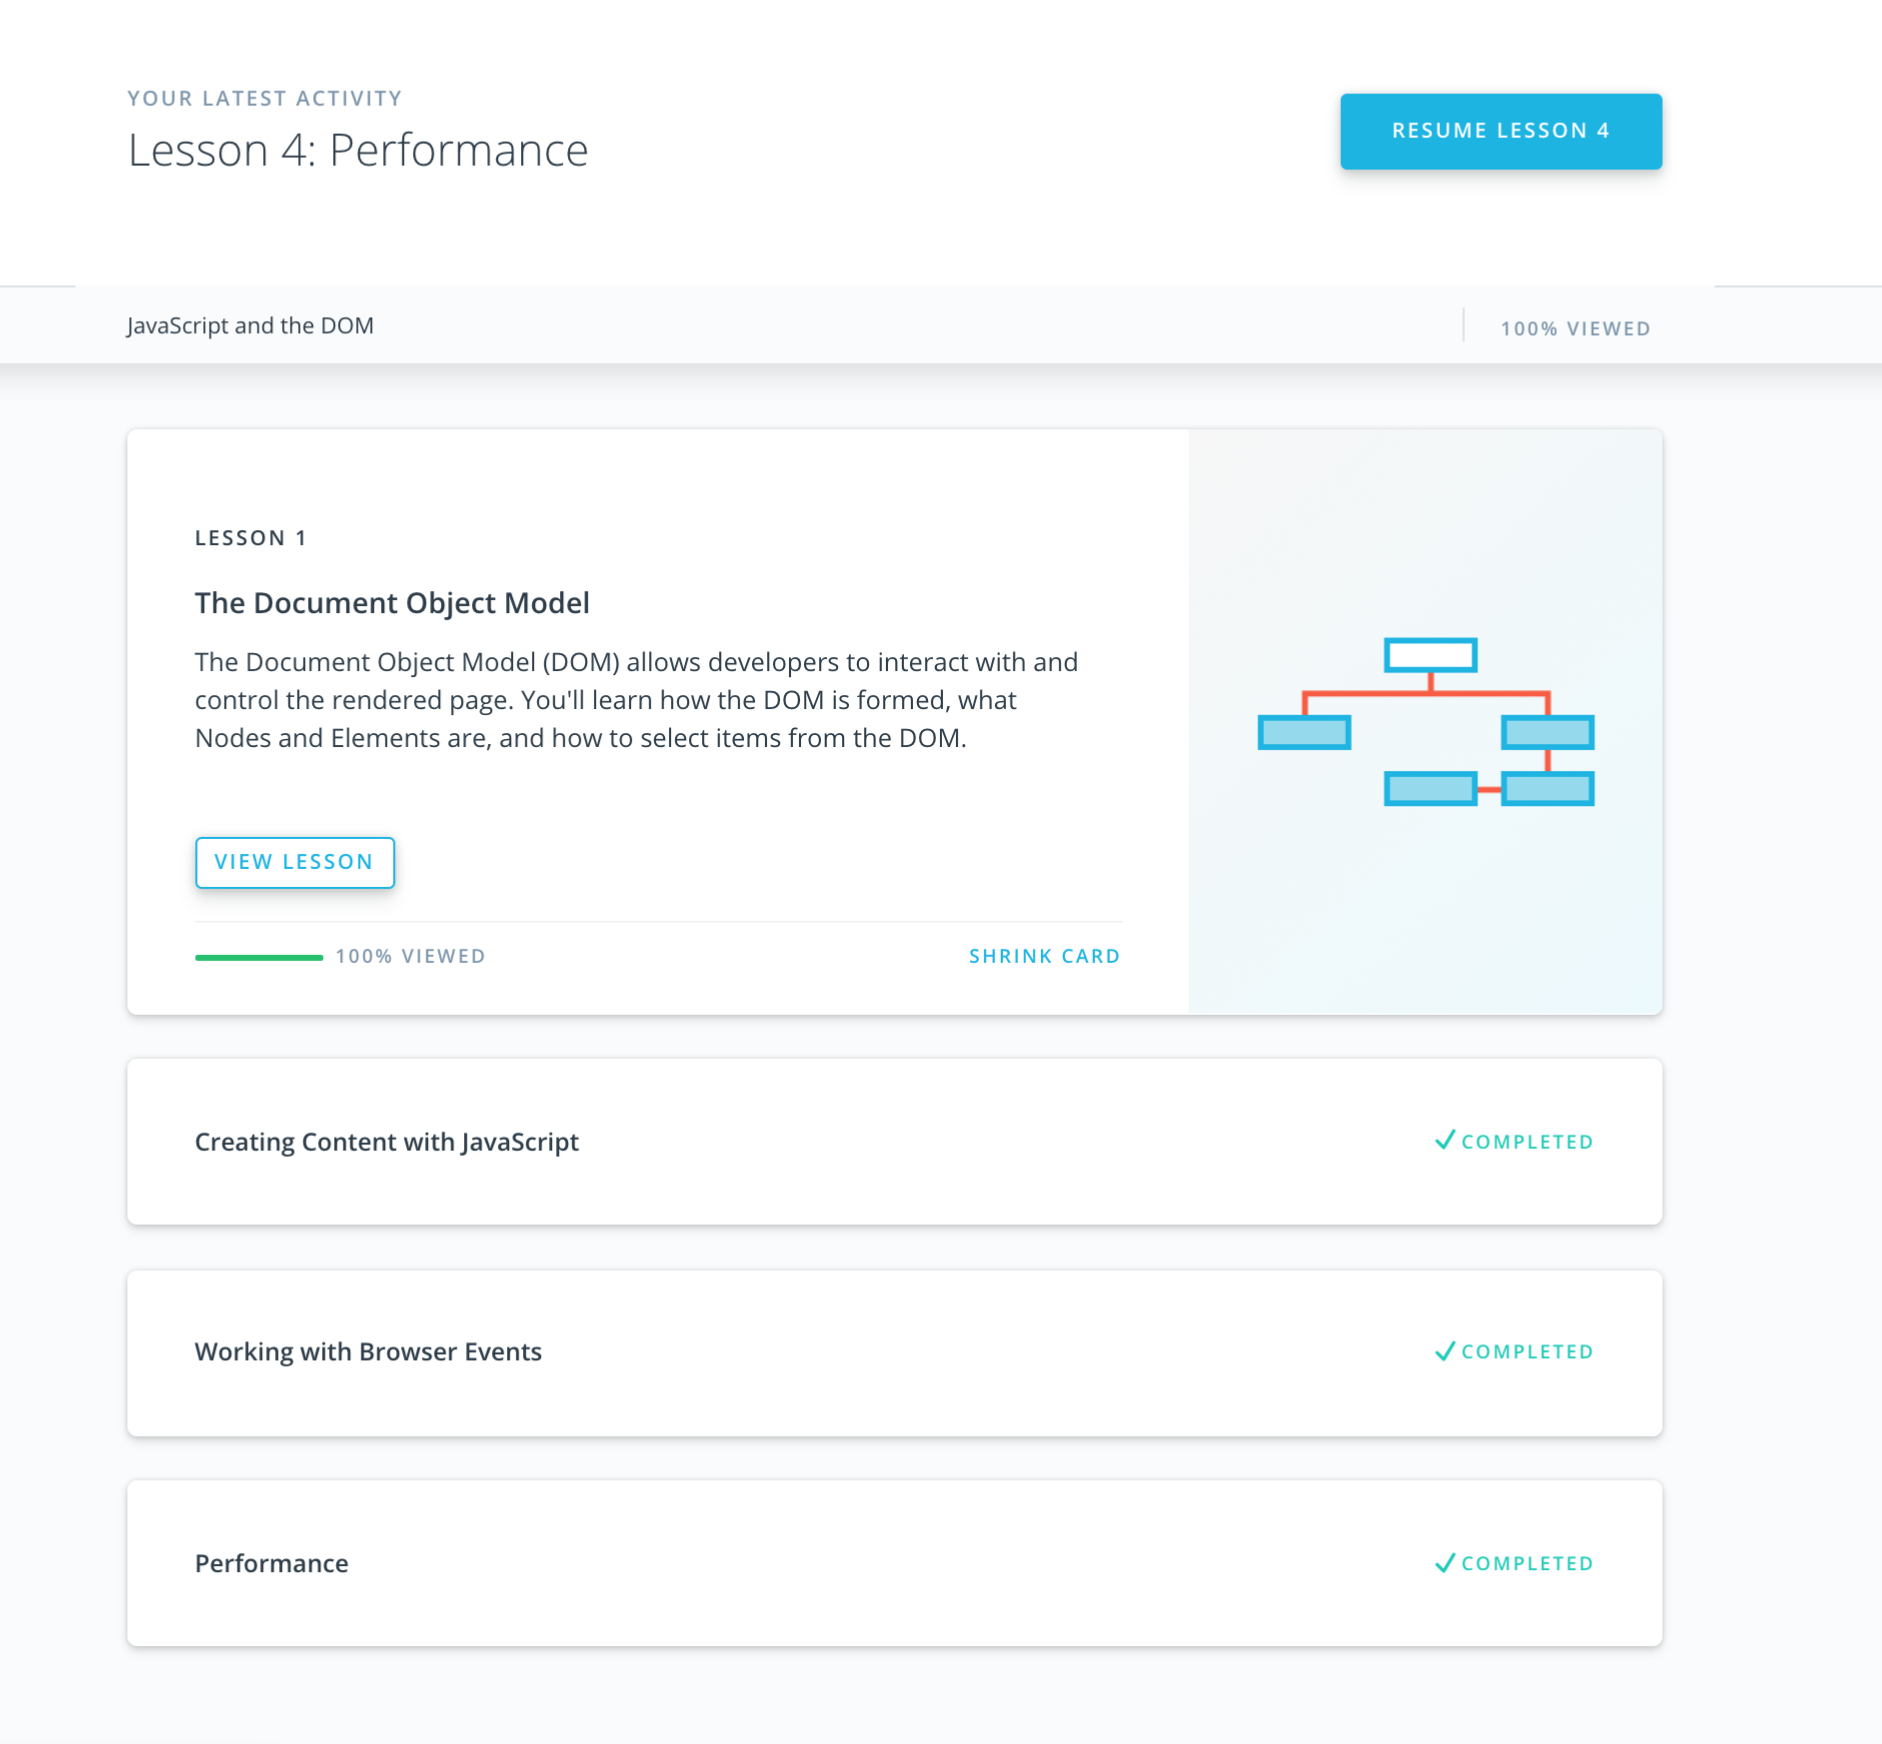 YOUR LATEST ACTIVITY
Lesson 4: Performance
RESUME LESSON 4
JavaScript and the DOM
100% VIEWED
LESSON 1
The Document Object Model
The Document Object Model (DOM) allows developers to interact with and
control the rendered page. You'll learn how the DOM is formed, what
Nodes and Elements are, and how to select items from the DOM.
VIEW LESSON
100% VIEWED
SHRINK CARD
Creating Content with JavaScript
COMPLETED
Working with Browser Events
COMPLETED
Performance
COMPLETED